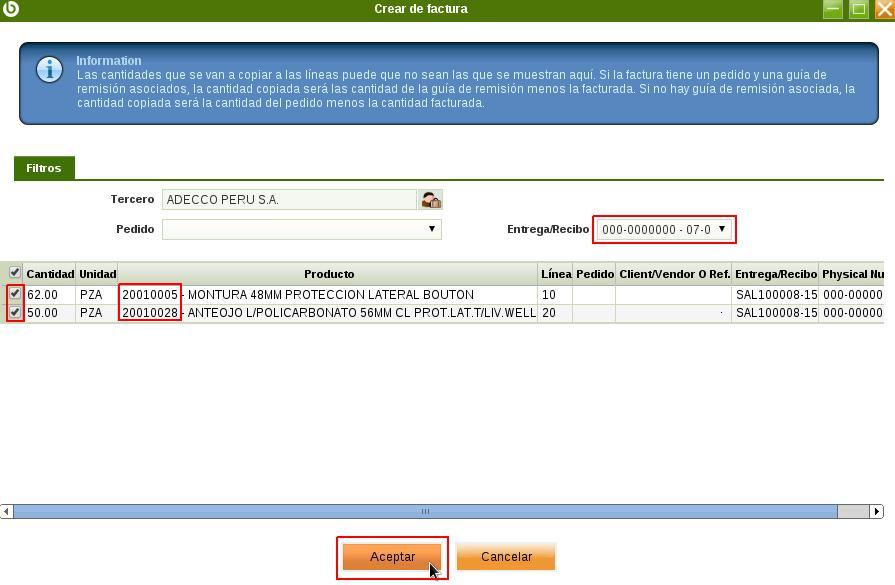 Crear de factura
Information
Las cantidades que se van a copiar a las líneas puede que no sean las que se muestran aquí. Si la factura tiene un pedido y una guía de
remisión asociados, la cantidad copiada será las cantidad de la guía de remisión menos la facturada. Si no hay guía de remisión asociada, la
cantidad copiada será la cantidad del pedido menos la cantidad facturada.
Filtros
Tercero ADECCO PERU S.A.
Pedido Entrega/Recibo 000-0000000 - 07-0
Cantidad Unidad Producto Línea Pedido Client/Vendor O Ref. Entrega/Recibo Physical Nu
62.00 PZA 20010005 - MONTURA 48MM PROTECCION LATERAL BOUTON 10 SAL100008-15 000-00000
50.00 PZA 20010028 - ANTEOJO L/POLICARBONATO 56MM CL PROT.LAT.T/LIV.WELL 20 SAL100008-15 000-00000
Aceptar Cancelar